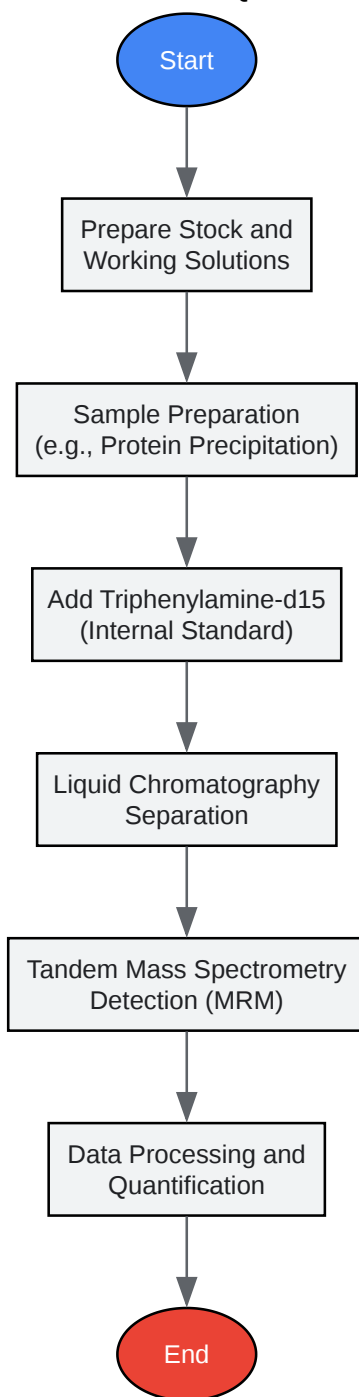 Start
Prepare Stock and
Working Solutions
Sample Preparation
(e.g., Protein Precipitation)
Add Triphenylamine-d15
(Internal Standard)
Liquid Chromatography
Separation
Tandem Mass Spectrometry
Detection (MRM)
Data Processing and
Quantification
End